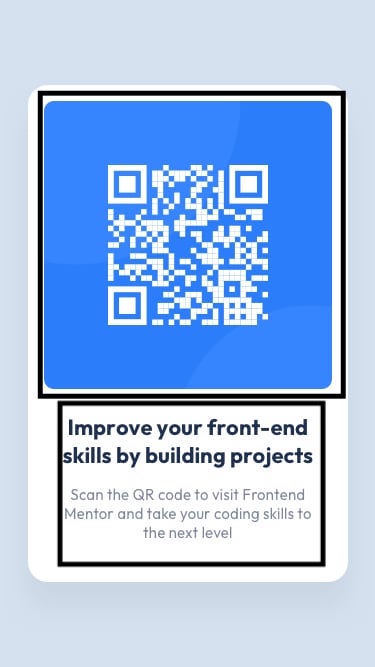 Improve your front-end
skills by building projects
Scan the QR code to visit Frontend
Mentor and take your coding skills to
the next level